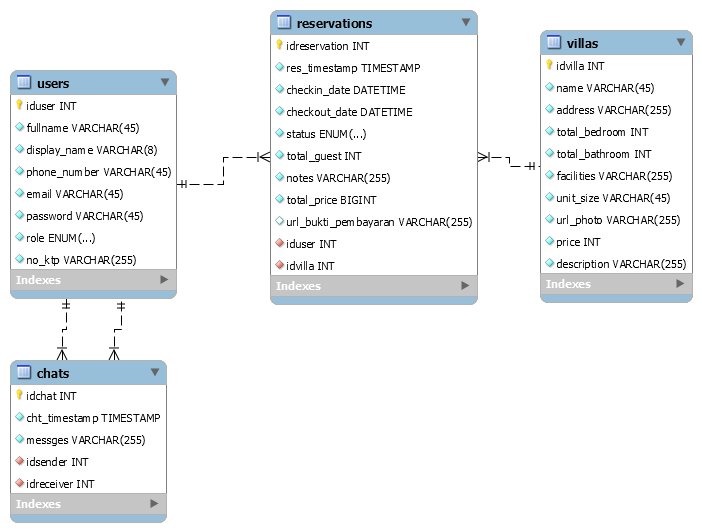 users
iduser INT
fullname VARCHAR(45)
display_name VARCHAR(8)
phone_number VARCHAR(45)
email VARCHAR(45)
password VARCHAR(45)
role ENUM(...)
no_ktp VARCHAR(255)
Indexes
reservations
idreservation INT
res_timestamp TIMESTAMP
checkin_date DATETIME
checkout_date DATETIME
status ENUM(...)
total_guest INT
notes VARCHAR(255)
total_price BIGINT
url_bukti_pembayaran VARCHAR(255)
iduser INT
idvilla INT
Indexes
villas
idvilla INT
name VARCHAR(45)
address VARCHAR(255)
total_bedroom INT
total_bathroom INT
facilities VARCHAR(255)
unit_size VARCHAR(45)
url_photo VARCHAR(255)
price INT
description VARCHAR(255)
Indexes
chats
idchat INT
cht_timestamp TIMESTAMP
messges VARCHAR(255)
idsender INT
idreceiver INT
Indexes